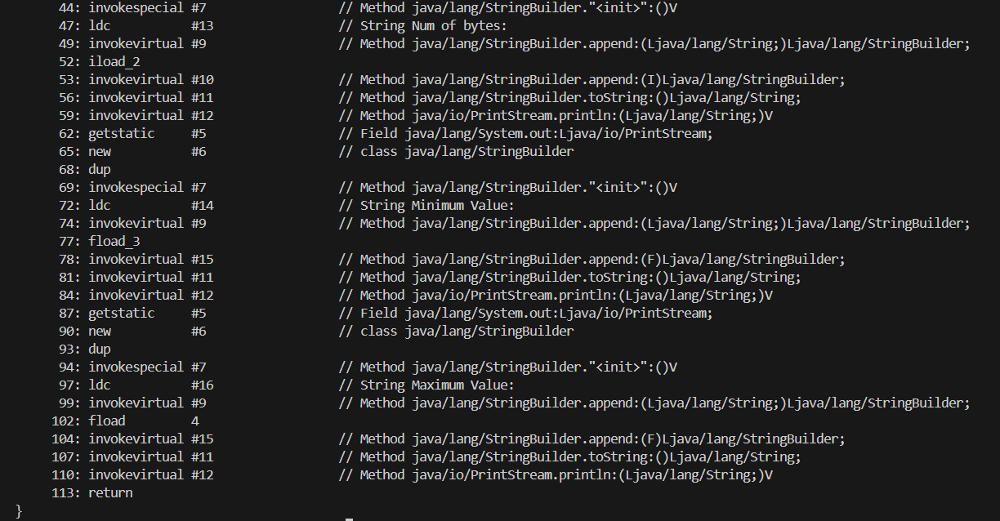 44: invokespecial #7                  // Method java/lang/StringBuilder."<init>":()V
47: ldc           #13                 // String Num of bytes:
49: invokevirtual #9                  // Method java/lang/StringBuilder.append:(Ljava/lang/String;)Ljava/lang/StringBuilder;
52: iload_2
53: invokevirtual #10                 // Method java/lang/StringBuilder.append:(I)Ljava/lang/StringBuilder;
56: invokevirtual #11                 // Method java/lang/StringBuilder.toString:()Ljava/lang/String;
59: invokevirtual #12                 // Method java/io/PrintStream.println:(Ljava/lang/String;)V
62: getstatic     #5                  // Field java/lang/System.out:Ljava/io/PrintStream;
65: new           #6                  // class java/lang/StringBuilder
68: dup
69: invokespecial #7                  // Method java/lang/StringBuilder."<init>":()V
72: ldc           #14                 // String Minimum Value:
74: invokevirtual #9                  // Method java/lang/StringBuilder.append:(Ljava/lang/String;)Ljava/lang/StringBuilder;
77: fload_3
78: invokevirtual #15                 // Method java/lang/StringBuilder.append:(F)Ljava/lang/StringBuilder;
81: invokevirtual #11                 // Method java/lang/StringBuilder.toString:()Ljava/lang/String;
84: invokevirtual #12                 // Method java/io/PrintStream.println:(Ljava/lang/String;)V
87: getstatic     #5                  // Field java/lang/System.out:Ljava/io/PrintStream;
90: new           #6                  // class java/lang/StringBuilder
93: dup
94: invokespecial #7                  // Method java/lang/StringBuilder."<init>":()V
97: ldc           #16                 // String Maximum Value:
99: invokevirtual #9                  // Method java/lang/StringBuilder.append:(Ljava/lang/String;)Ljava/lang/StringBuilder;
102: fload         4
104: invokevirtual #15                 // Method java/lang/StringBuilder.append:(F)Ljava/lang/StringBuilder;
107: invokevirtual #11                 // Method java/lang/StringBuilder.toString:()Ljava/lang/String;
110: invokevirtual #12                 // Method java/io/PrintStream.println:(Ljava/lang/String;)V
113: return
}